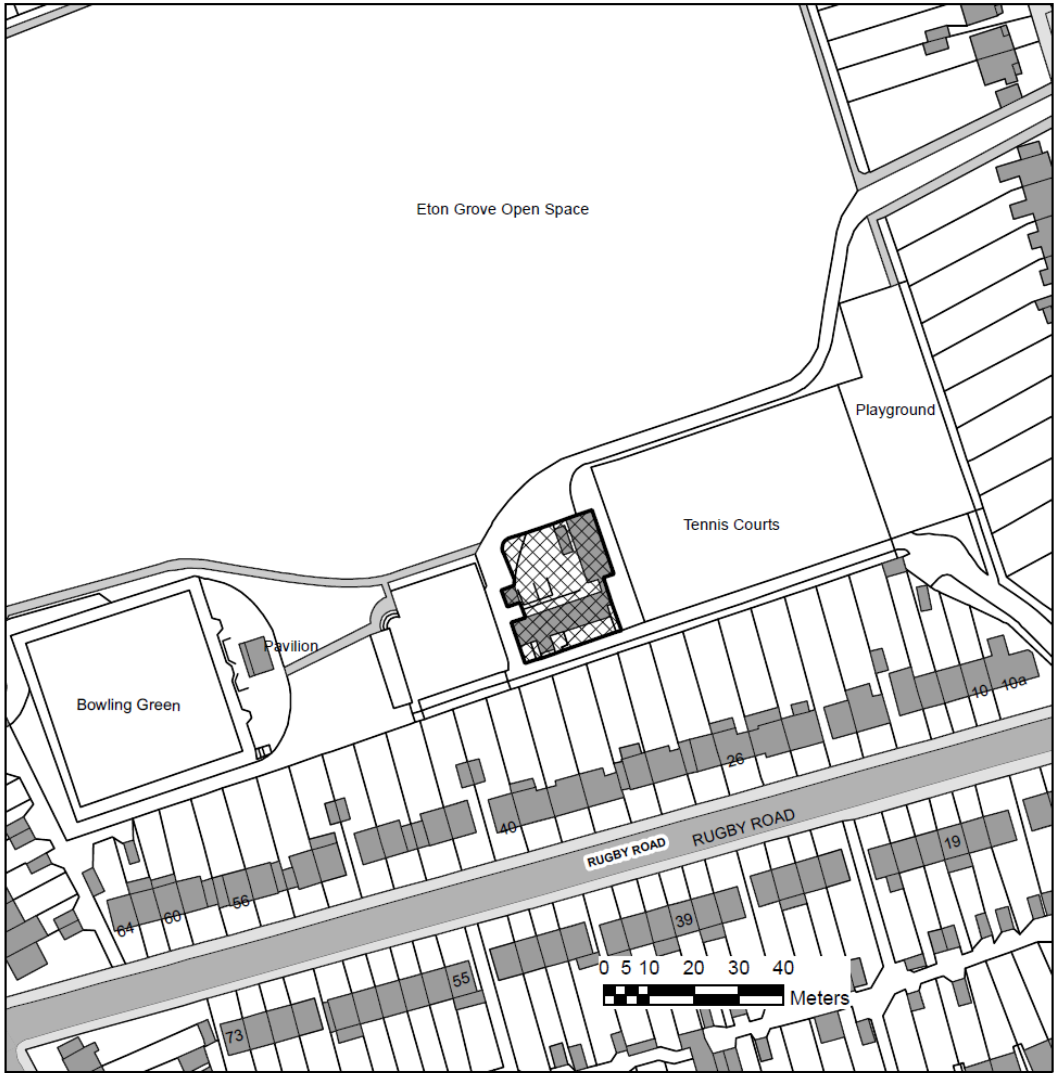 Eton Grove Open Space
Playground
Tennis Courts
Pavilion
Bowling Green
10 10a
26
40
RUGBY ROAD
RUGBY ROAD
19
56
60
64
39
55
73
0 5 10 20 30 40
Meters